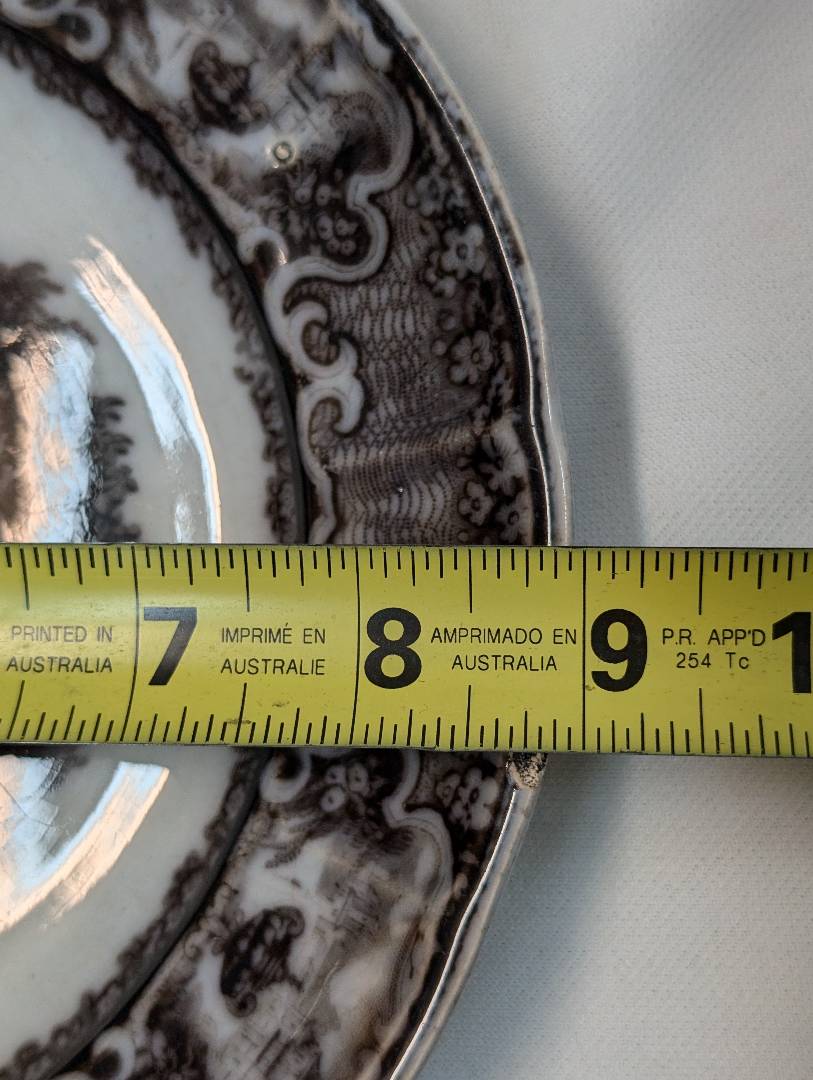 PRINTED IN
AUSTRALIA
7
IMPRIMÉ EN
AUSTRALIE
8
AMPRIMADO EN
AUSTRALIA
9
P.R. APP'D
254 Tc
1